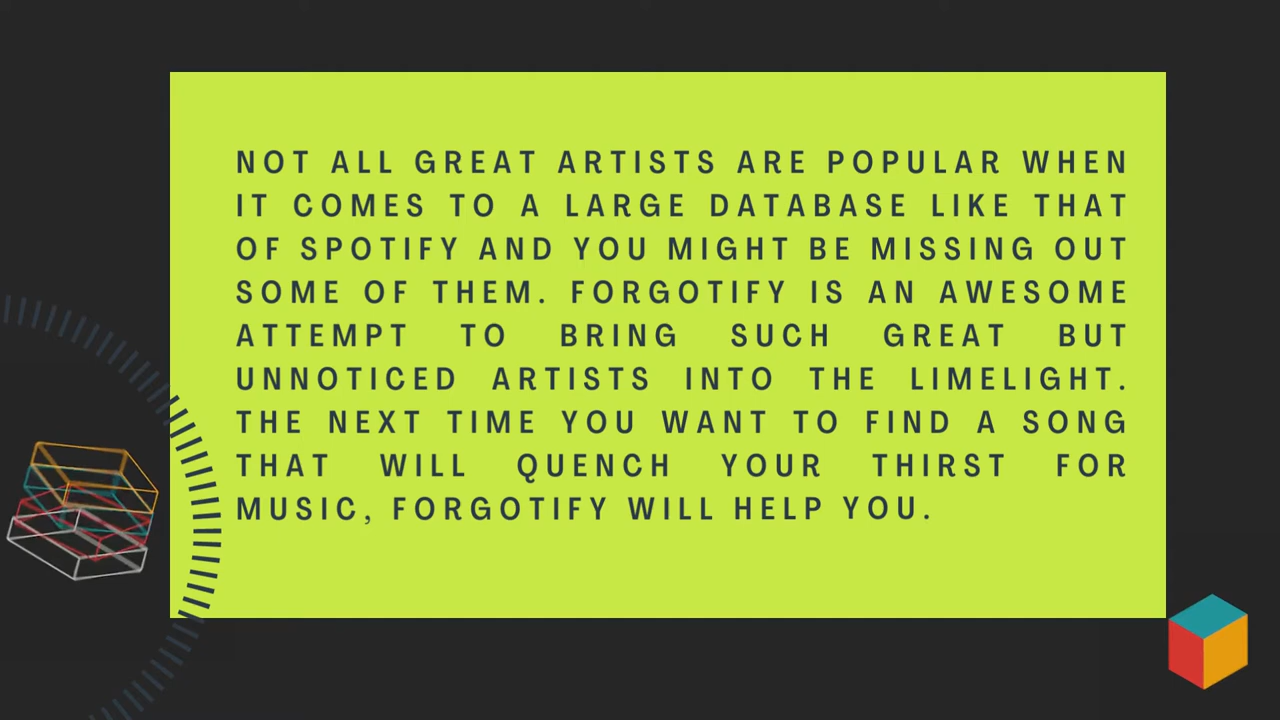 NOT ALL GREAT ARTISTS ARE POPULAR WHEN
IT COMES TO A LARGE DATABASE LIKE THAT
OF SPOTIFY AND YOU MIGHT BE MISSING OUT
SOME OF THEM. FORGOTIFY IS AN AWESOME
ATTEMPT TO BRING SUCH GREAT BUT
UNNOTICED ARTISTS INTO THE LIMELIGHT.
THE NEXT TIME YOU WANT TO FIND A SONG
THAT WILL QUENCH YOUR THIRST FOR
MUSIC, FORGOTIFY WILL HELP YOU.